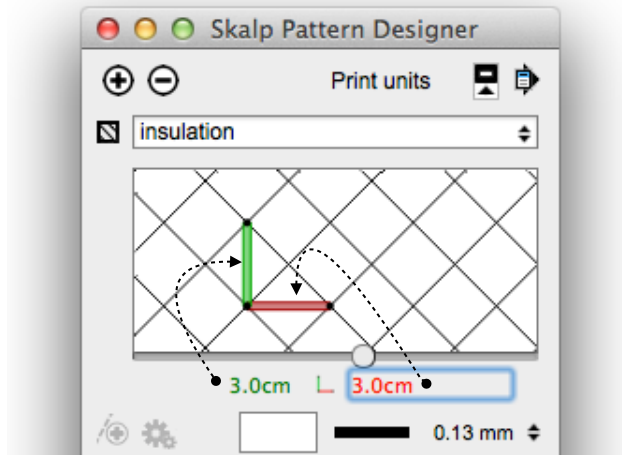 Skalp Pattern Designer
Print units
insulation
3.0cm 3.0cm
0.13 mm